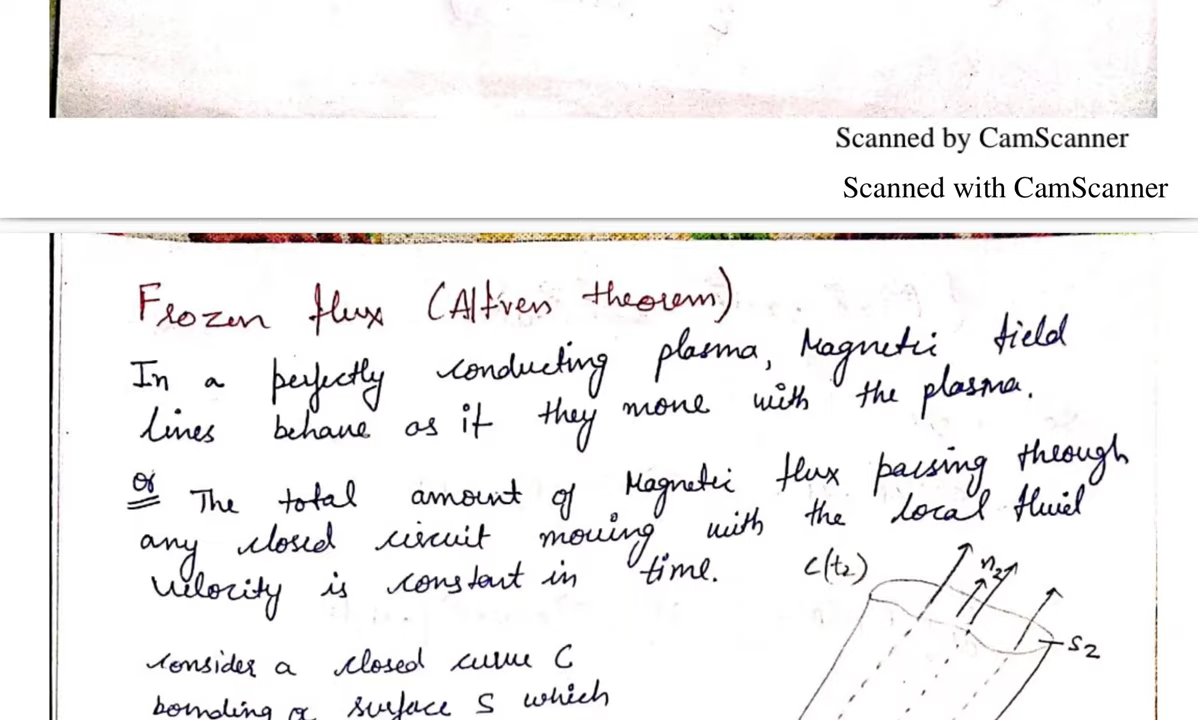 Scanned by CamScanner
Scanned with CamScanner
Frozen flux (Alfven theorem)
In a perfectly conducting plasma, Magnetic field
lines behave as if they move with the plasma.
or The total amount of Magnetic flux passing through
any closed circuit moving with the local fluid
velocity is constant in time.
C(t₂)
n₂
S₂
consider a closed curve C
bounding a surface S which